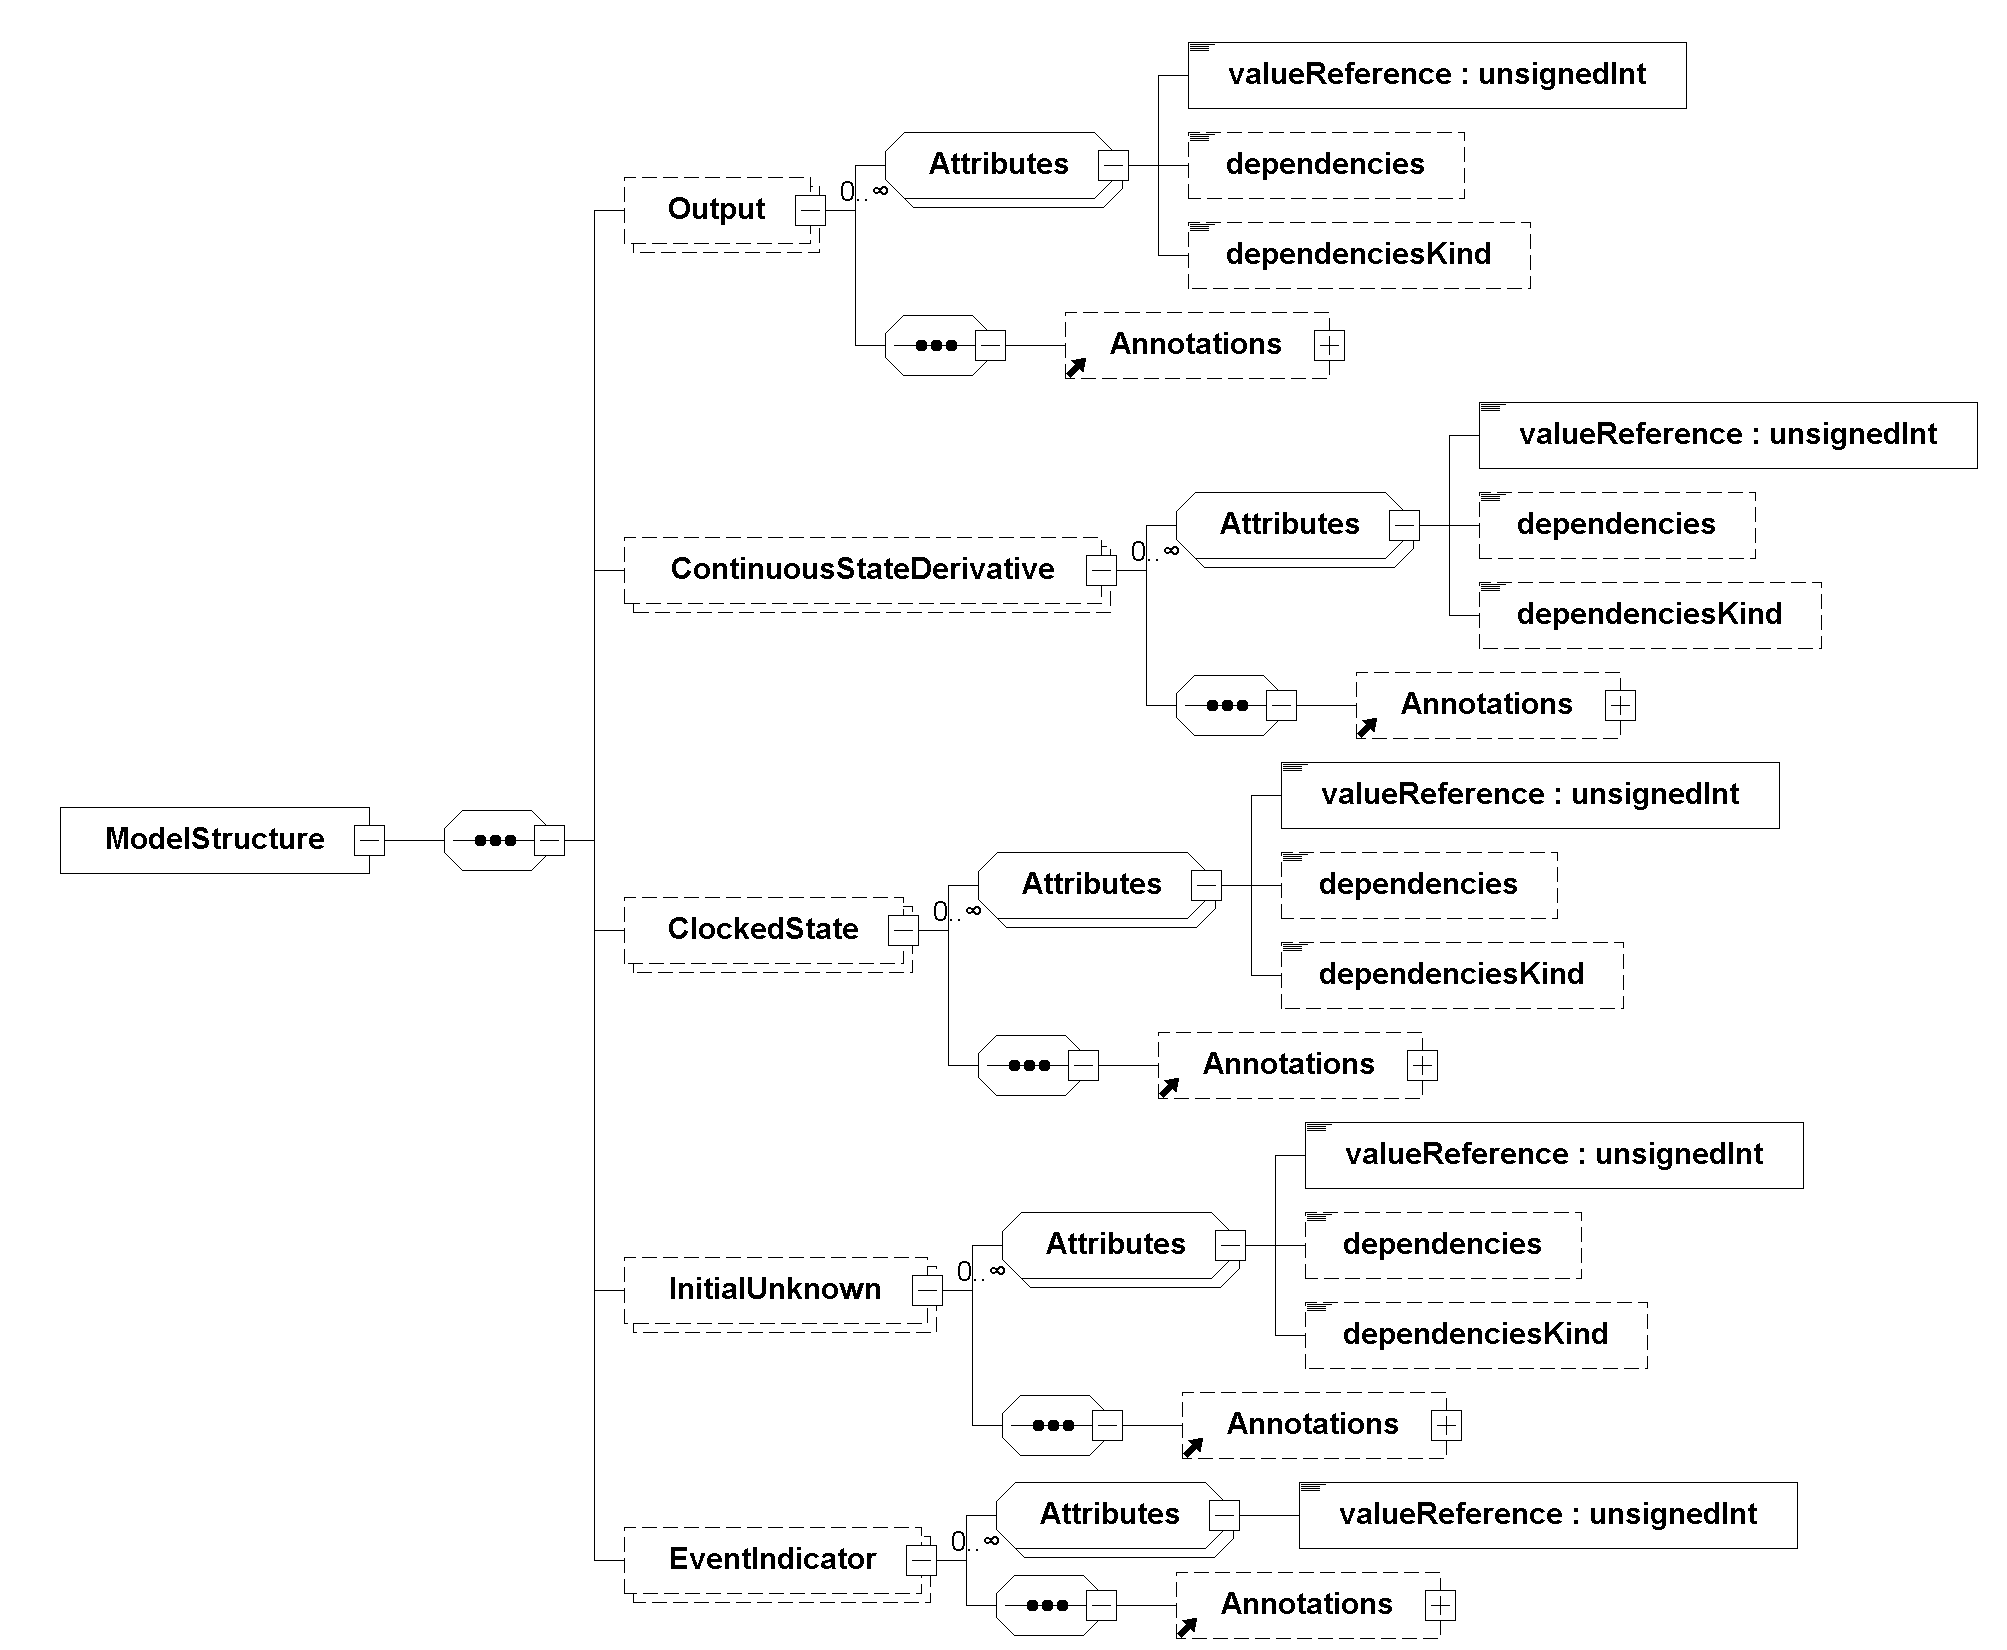 ModelStructure
Output
0..∞
Attributes
valueReference : unsignedInt
dependencies
dependenciesKind
Annotations
ContinuousStateDerivative
0..∞
Attributes
valueReference : unsignedInt
dependencies
dependenciesKind
Annotations
ClockedState
0..∞
Attributes
valueReference : unsignedInt
dependencies
dependenciesKind
Annotations
InitialUnknown
0..∞
Attributes
valueReference : unsignedInt
dependencies
dependenciesKind
Annotations
EventIndicator
0..∞
Attributes
valueReference : unsignedInt
Annotations